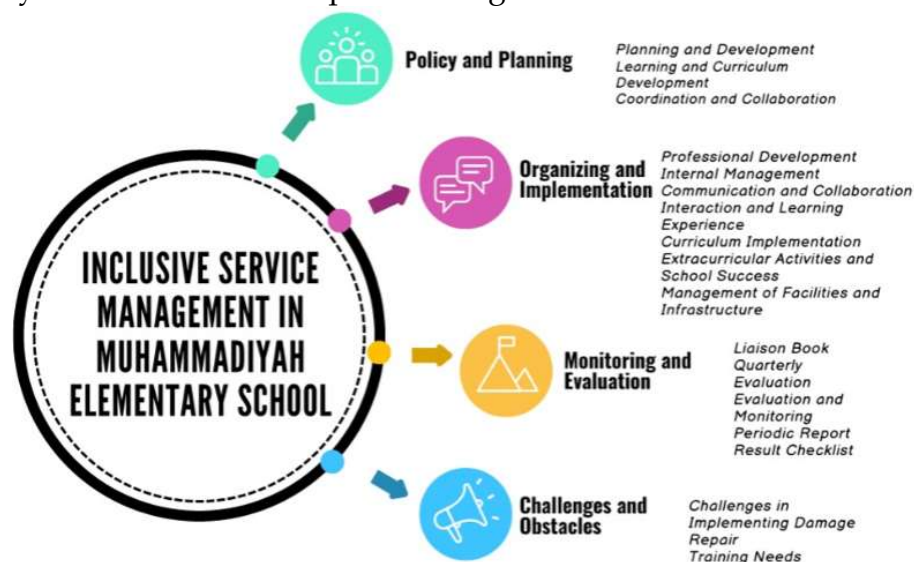 INCLUSIVE SERVICE
MANAGEMENT IN
MUHAMMADIYAH
ELEMENTARY SCHOOL
Policy and Planning
Planning and Development
Learning and Curriculum
Development
Coordination and Collaboration
Organizing and
Implementation
Professional Development
Internal Management
Communication and Collaboration
Interaction and Learning
Experience
Curriculum Implementation
Extracurricular Activities and
School Success
Management of Facilities and
Infrastructure
Monitoring and
Evaluation
Liaison Book
Quarterly
Evaluation
Evaluation and
Monitoring
Periodic Report
Result Checklist
Challenges and
Obstacles
Challenges in
Implementing Damage
Repair
Training Needs